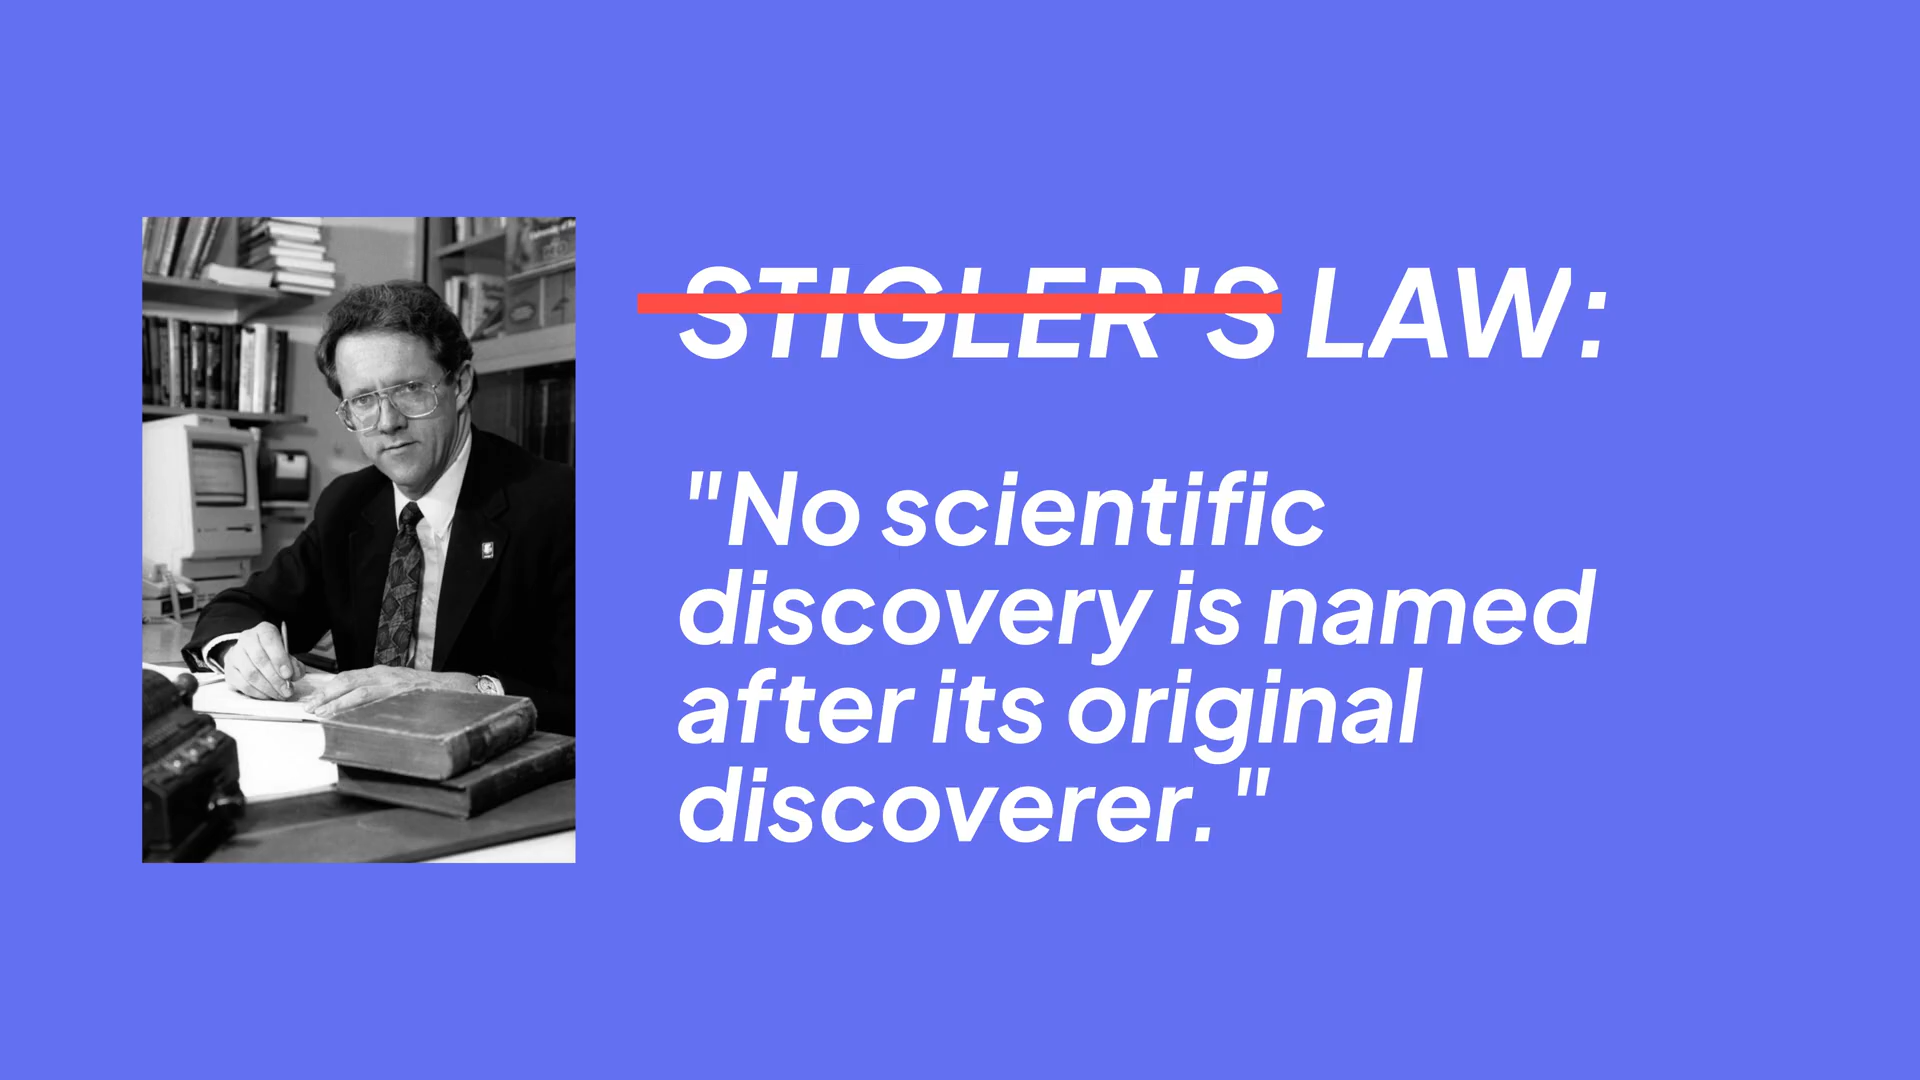 STIGLER'S LAW:
"No scientific
discovery is named
after its original
discoverer."